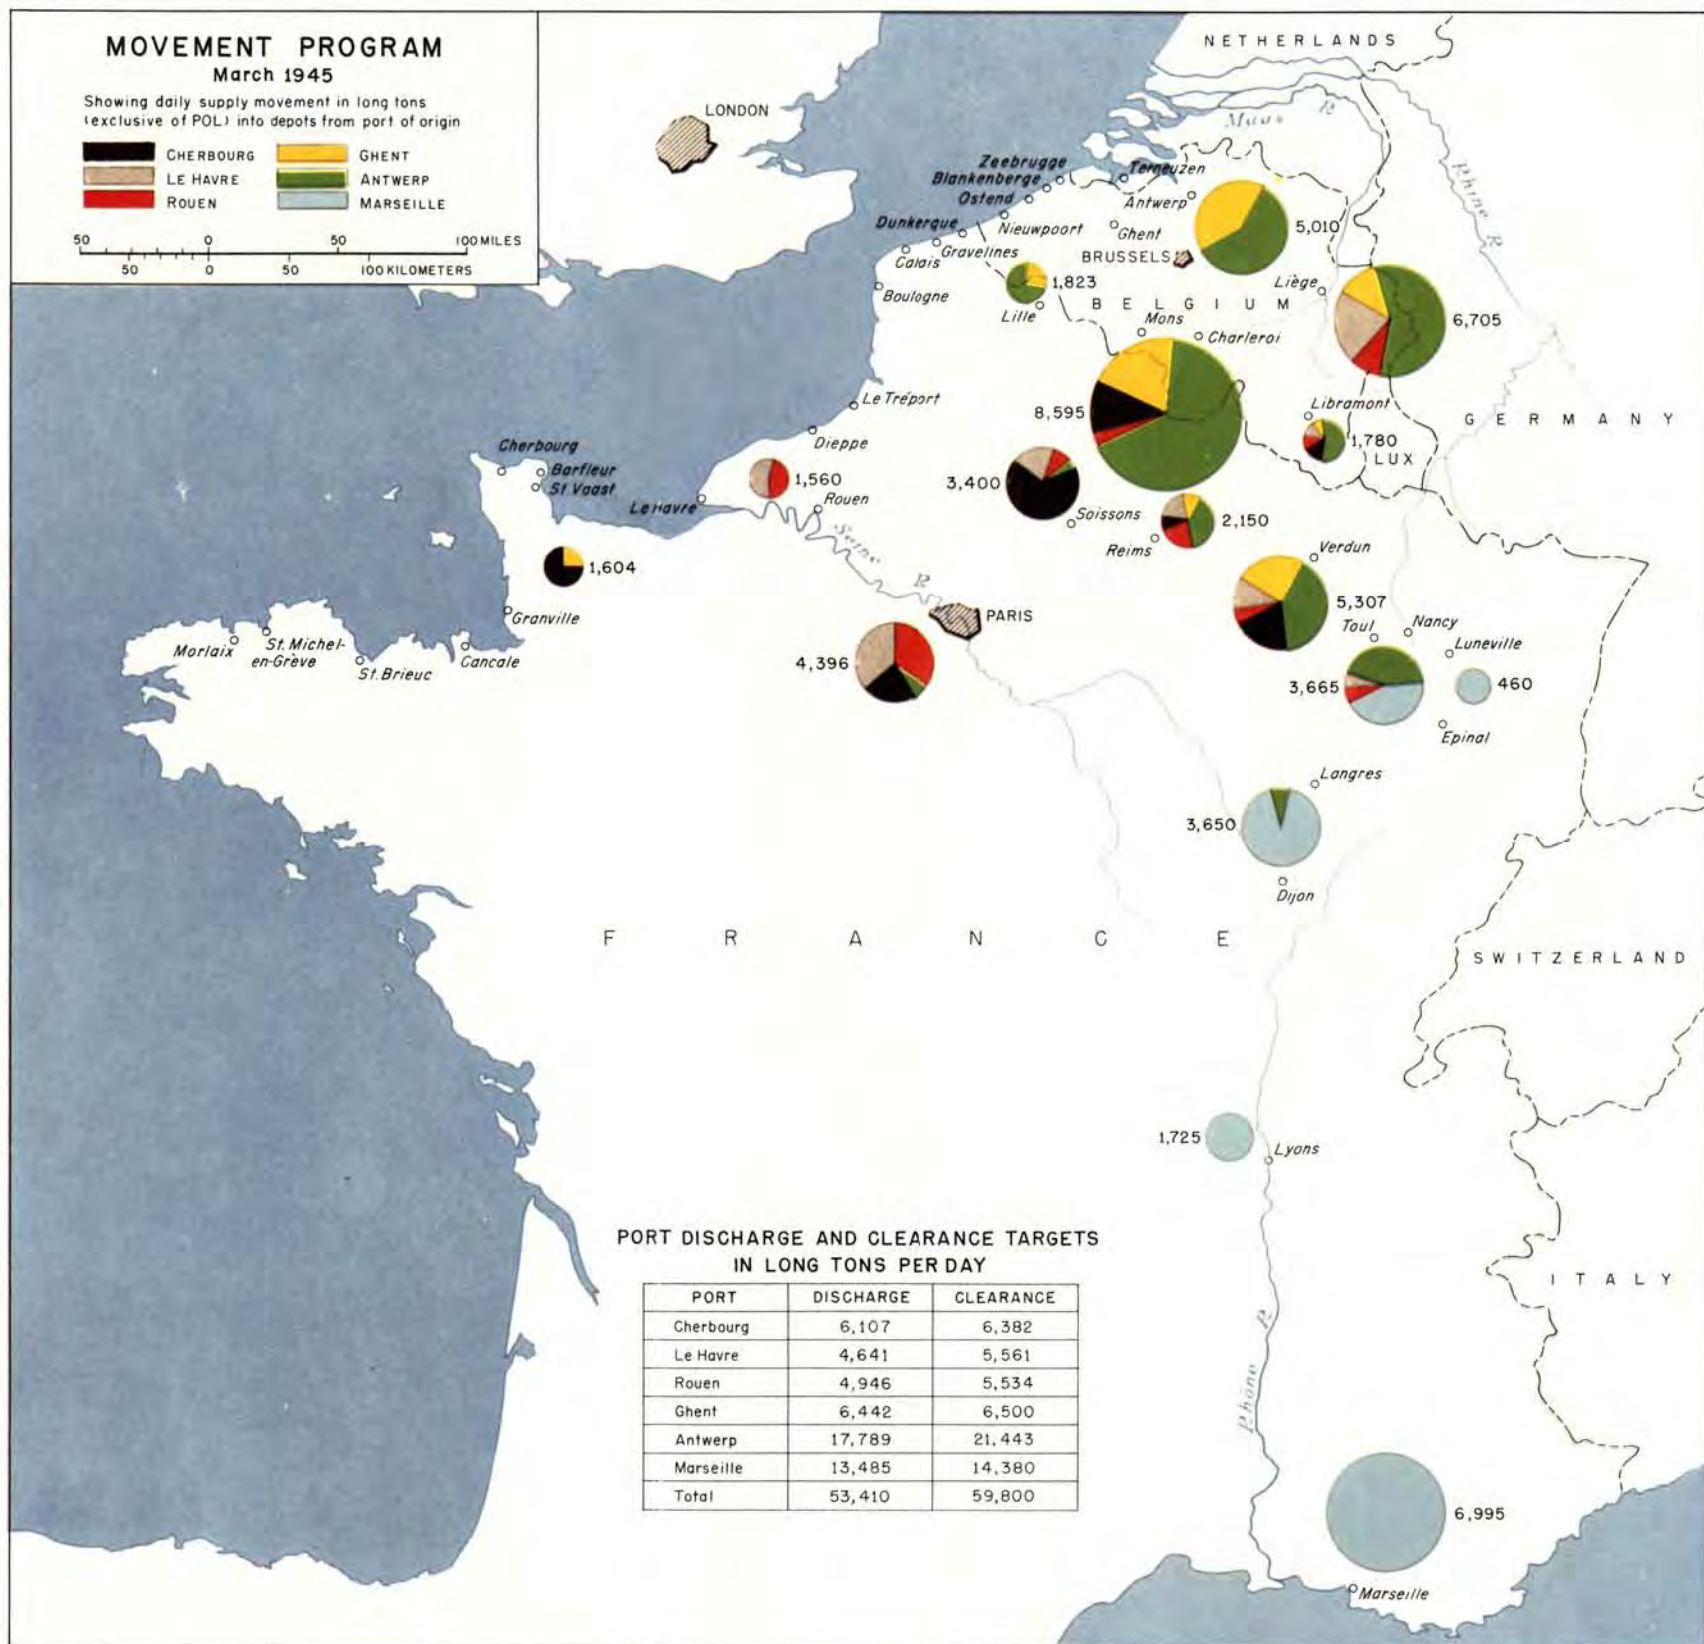 MOVEMENT PROGRAM
March 1945
Showing daily supply movement in long tons
(exclusive of POL) into depots from port of origin
CHERBOURG
GHENT
LE HAVRE
ANTWERP
ROUEN
MARSEILLE
50 0 50 100 MILES
50 0 50 100 KILOMETERS
NETHERLANDS
LONDON
Maas R
Rhine R
Zeebrugge
Blankenberge
Ostend
Terneuzen
Antwerp
Dunkerque
Nieuwpoort
Ghent
5,010
Gravelines
BRUSSELS
Calais
1,823
Liège
Boulogne
Lille
BELGIUM
Mons
Charleroi
6,705
Le Tréport
8,595
Libramont
GERMANY
Dieppe
1,780
LUX
Cherbourg
Barfleur
St Vaast
1,560
3,400
Le Havre
Rouen
Soissons
2,150
Reims
Seine R
Verdun
1,604
5,307
Granville
PARIS
Toul
Nancy
Morlaix
St. Michel-
en-Grève
Cancale
Luneville
St. Brieuc
4,396
3,665
460
Epinal
Langres
3,650
Dijon
FRANCE
SWITZERLAND
1,725
Lyons
PORT DISCHARGE AND CLEARANCE TARGETS
IN LONG TONS PER DAY
PORT DISCHARGE CLEARANCE
Cherbourg 6,107 6,382
Le Havre 4,641 5,561
Rouen 4,946 5,534
Ghent 6,442 6,500
Antwerp 17,789 21,443
Marseille 13,485 14,380
Total 53,410 59,800
ITALY
Rhône R
6,995
Marseille